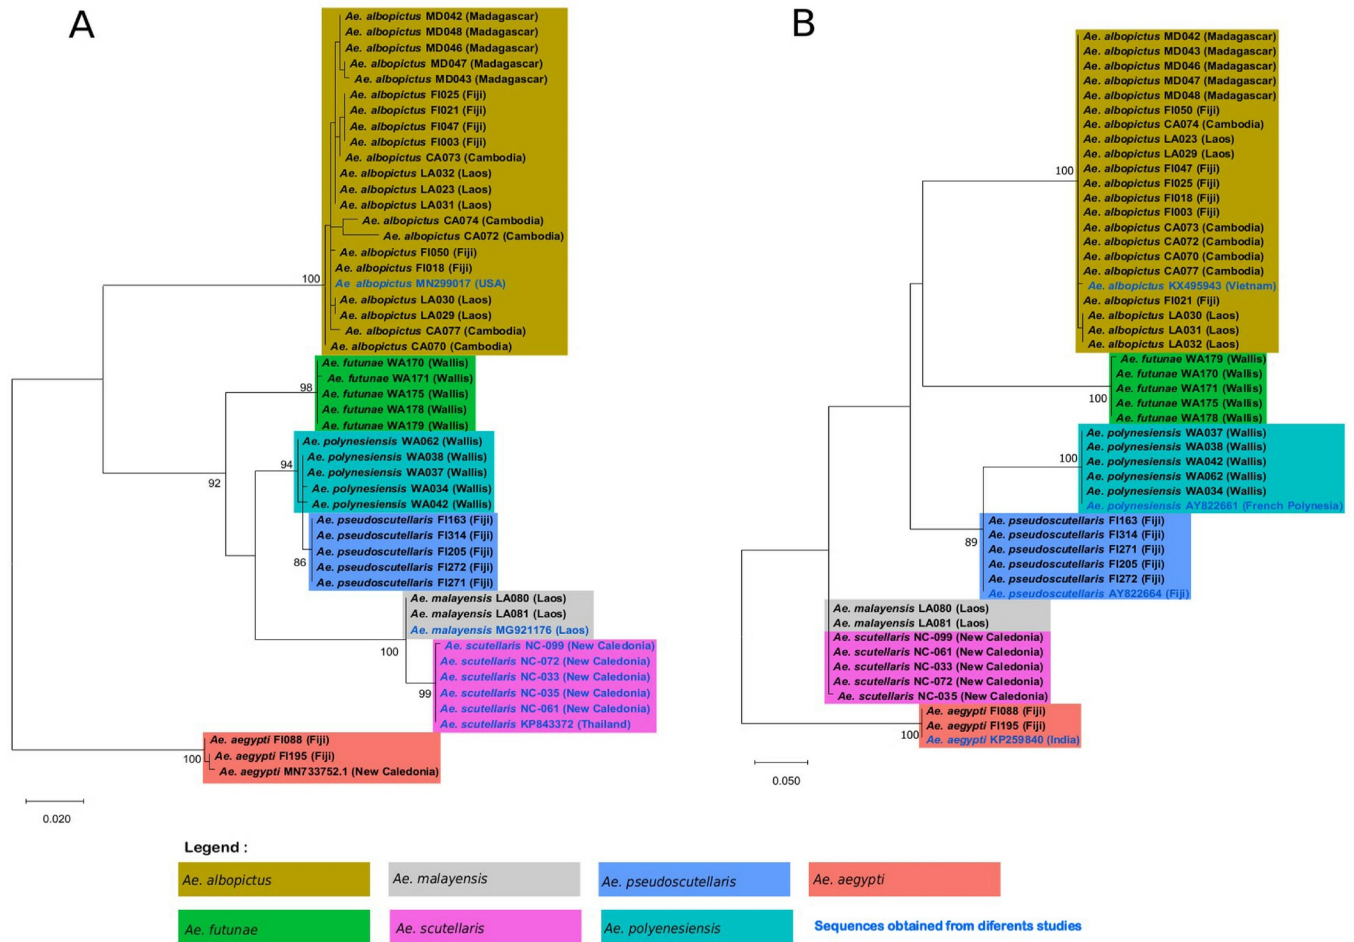 A
Ae. albopictus MD042 (Madagascar)
Ae. albopictus MD048 (Madagascar)
Ae. albopictus MD046 (Madagascar)
Ae. albopictus MD047 (Madagascar)
Ae. albopictus MD043 (Madagascar)
Ae. albopictus FI025 (Fiji)
Ae. albopictus FI021 (Fiji)
Ae. albopictus FI047 (Fiji)
Ae. albopictus FI003 (Fiji)
Ae. albopictus CA073 (Cambodia)
Ae. albopictus LA032 (Laos)
Ae. albopictus LA023 (Laos)
Ae. albopictus LA031 (Laos)
Ae. albopictus CA074 (Cambodia)
Ae. albopictus CA072 (Cambodia)
Ae. albopictus FI050 (Fiji)
Ae. albopictus FI018 (Fiji)
100
Ae albopictus MN299017 (USA)
Ae. albopictus LA030 (Laos)
Ae. albopictus LA029 (Laos)
Ae. albopictus CA077 (Cambodia)
Ae. albopictus CA070 (Cambodia)
Ae. futunae WA170 (Wallis)
Ae. futunae WA171 (Wallis)
98
Ae. futunae WA175 (Wallis)
Ae. futunae WA178 (Wallis)
Ae. futunae WA179 (Wallis)
Ae. polynesiensis WA062 (Wallis)
Ae. polynesiensis WA038 (Wallis)
94
Ae. polynesiensis WA037 (Wallis)
92
Ae. polynesiensis WA034 (Wallis)
Ae. polynesiensis WA042 (Wallis)
Ae. pseudoscutellaris FI163 (Fiji)
Ae. pseudoscutellaris FI314 (Fiji)
Ae. pseudoscutellaris FI205 (Fiji)
86
Ae. pseudoscutellaris FI272 (Fiji)
Ae. pseudoscutellaris FI271 (Fiji)
Ae. malayensis LA080 (Laos)
Ae. malayensis LA081 (Laos)
Ae. malayensis MG921176 (Laos)
100
Ae. scutellaris NC-099 (New Caledonia)
Ae. scutellaris NC-072 (New Caledonia)
Ae. scutellaris NC-033 (New Caledonia)
99
Ae. scutellaris NC-035 (New Caledonia)
Ae. scutellaris NC-061 (New Caledonia)
Ae. scutellaris KP843372 (Thailand)
Ae. aegypti FI088 (Fiji)
100
Ae. aegypti FI195 (Fiji)
Ae. aegypti MN733752.1 (New Caledonia)
0.020
B
Ae. albopictus MD042 (Madagascar)
Ae. albopictus MD043 (Madagascar)
Ae. albopictus MD046 (Madagascar)
Ae. albopictus MD047 (Madagascar)
Ae. albopictus MD048 (Madagascar)
Ae. albopictus FI050 (Fiji)
Ae. albopictus CA074 (Cambodia)
Ae. albopictus LA023 (Laos)
Ae. albopictus LA029 (Laos)
100
Ae. albopictus FI047 (Fiji)
Ae. albopictus FI025 (Fiji)
Ae. albopictus FI018 (Fiji)
Ae. albopictus FI003 (Fiji)
Ae. albopictus CA073 (Cambodia)
Ae. albopictus CA072 (Cambodia)
Ae. albopictus CA070 (Cambodia)
Ae. albopictus CA077 (Cambodia)
Ae. albopictus KX495943 (Vietnam)
Ae. albopictus FI021 (Fiji)
Ae. albopictus LA030 (Laos)
Ae. albopictus LA031 (Laos)
Ae. albopictus LA032 (Laos)
Ae. futunae WA179 (Wallis)
Ae. futunae WA170 (Wallis)
Ae. futunae WA171 (Wallis)
100
Ae. futunae WA175 (Wallis)
Ae. futunae WA178 (Wallis)
Ae. polynesiensis WA037 (Wallis)
Ae. polynesiensis WA038 (Wallis)
100
Ae. polynesiensis WA042 (Wallis)
Ae. polynesiensis WA062 (Wallis)
Ae. polynesiensis WA034 (Wallis)
Ae. polynesiensis AY822661 (French Polynesia)
Ae. pseudoscutellaris FI163 (Fiji)
Ae. pseudoscutellaris FI314 (Fiji)
89
Ae. pseudoscutellaris FI271 (Fiji)
Ae. pseudoscutellaris FI205 (Fiji)
Ae. pseudoscutellaris FI272 (Fiji)
Ae. pseudoscutellaris AY822664 (Fiji)
Ae. malayensis LA080 (Laos)
Ae. malayensis LA081 (Laos)
Ae. scutellaris NC-099 (New Caledonia)
Ae. scutellaris NC-061 (New Caledonia)
Ae. scutellaris NC-033 (New Caledonia)
Ae. scutellaris NC-072 (New Caledonia)
Ae. scutellaris NC-035 (New Caledonia)
Ae. aegypti FI088 (Fiji)
Ae. aegypti FI195 (Fiji)
100
Ae. aegypti KP259840 (India)
0.050
Legend :
Ae. albopictus
Ae. malayensis
Ae. pseudoscutellaris
Ae. aegypti
Ae. futunae
Ae. scutellaris
Ae. polyenesiensis
Sequences obtained from diferents studies